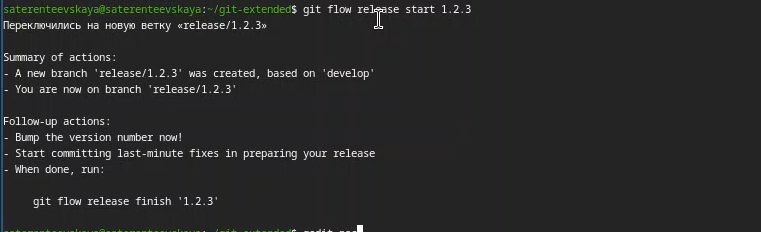 saterenteevskaya@saterenteevskaya:~/git-extended$ git flow release start 1.2.3
Переключились на новую ветку «release/1.2.3»
Summary of actions:
- A new branch 'release/1.2.3' was created, based on 'develop'
- You are now on branch 'release/1.2.3'
Follow-up actions:
- Bump the version number now!
- Start committing last-minute fixes in preparing your release
- When done, run:
git flow release finish '1.2.3'
saterenteevskaya@saterenteevskaya:~/git-extended$ gedit pac